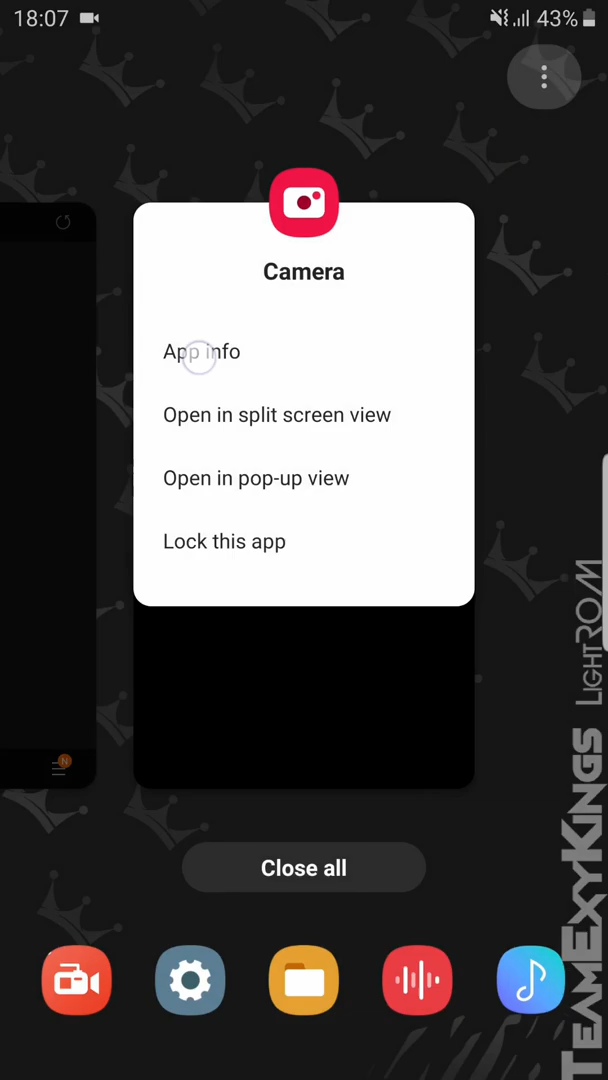 18:07 43%
Camera
App info
Open in split screen view
Open in pop-up view
Lock this app
N
Close all
LIGHTROM
TEAMEXYKINGS